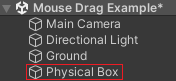 Mouse Drag Example*
Main Camera
Directional Light
Ground
Physical Box